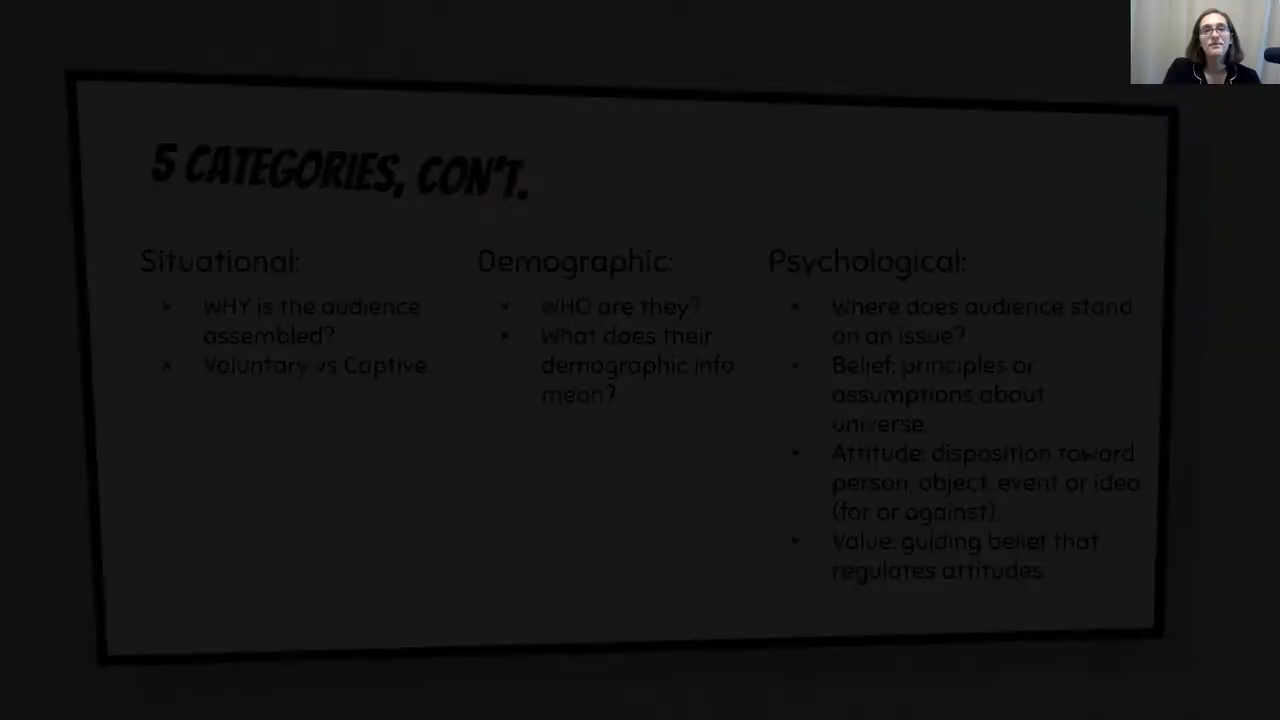 5 CATEGORIES, CON'T.
Situational:
• WHY is the audience
assembled?
• Voluntary vs Captive
Demographic:
• WHO are they?
• What does their
demographic info
mean?
Psychological:
• Where does audience stand
on an issue?
• Belief: principles or
assumptions about
universe.
• Attitude: disposition toward
person, object, event or idea
(for or against).
• Value: guiding belief that
regulates attitudes.